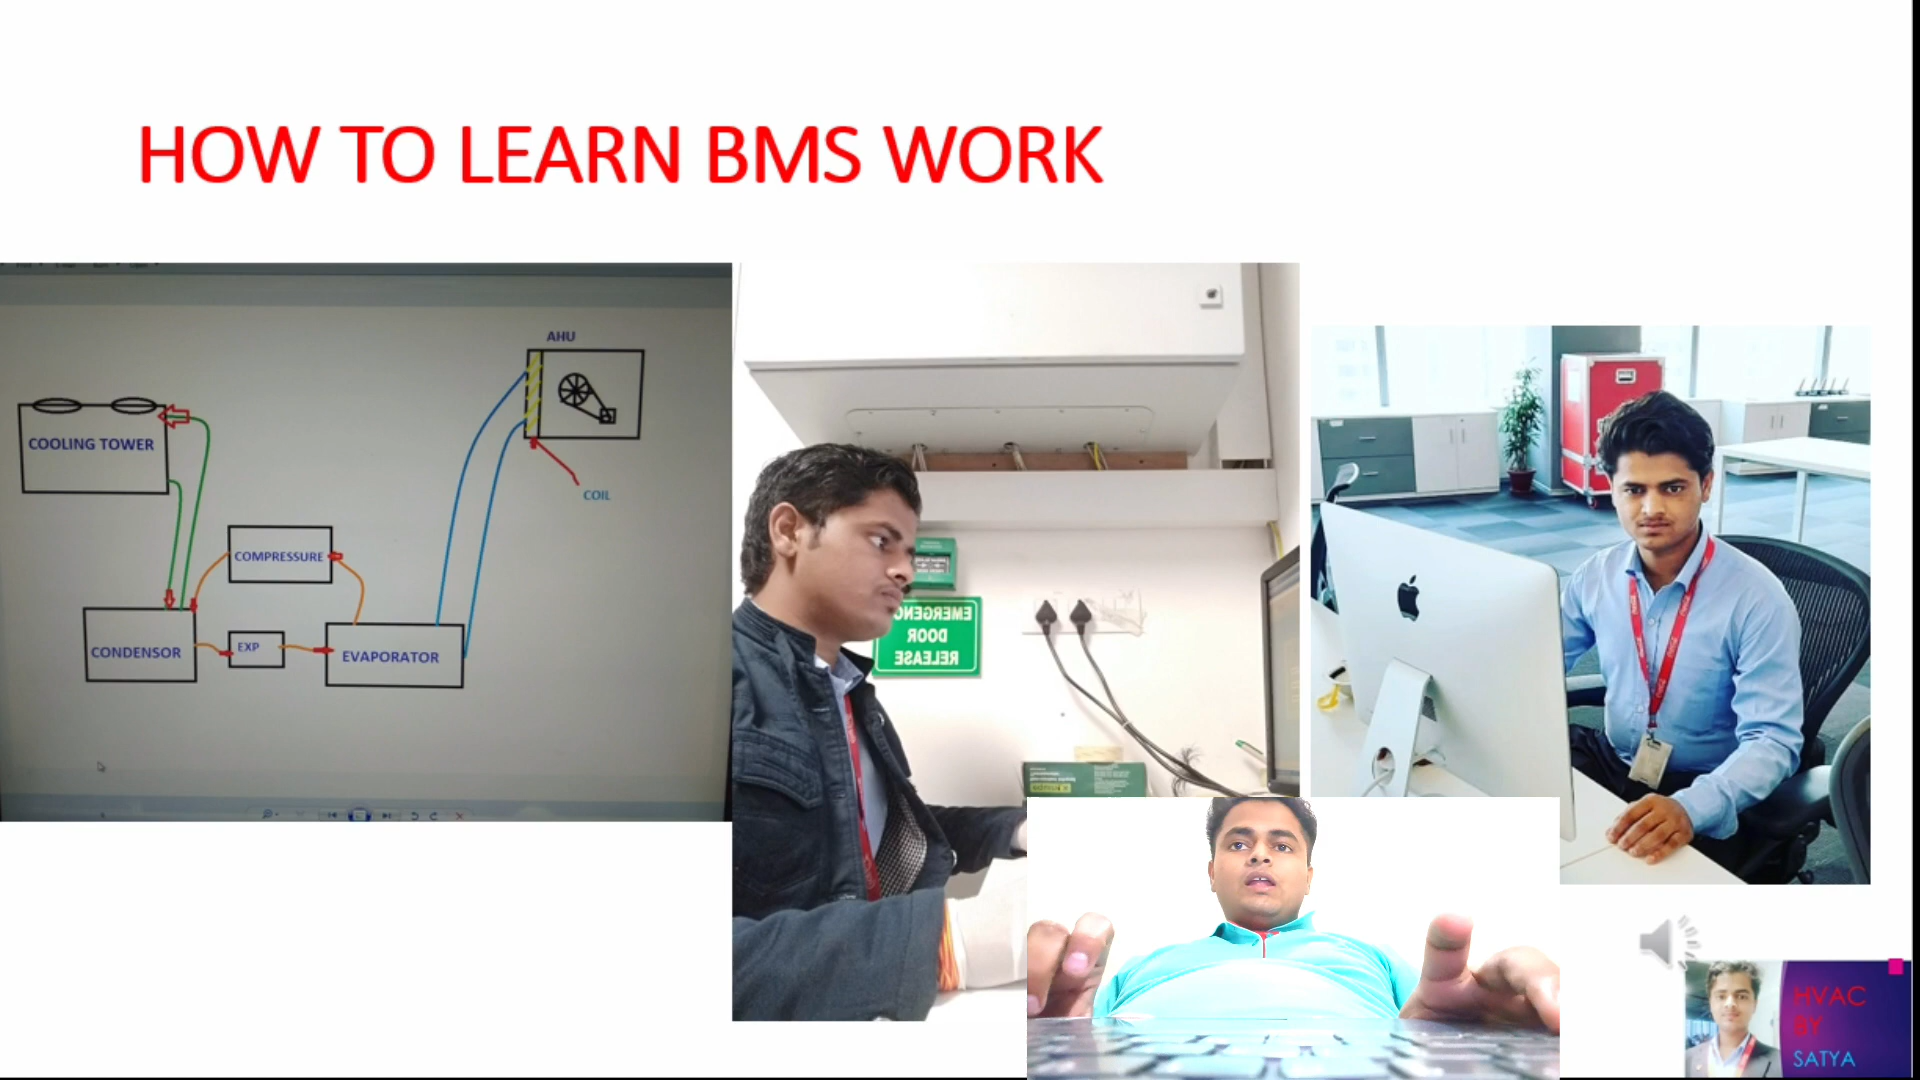 HOW TO LEARN BMS WORK
AHU
COOLING TOWER
COIL
COMPRESSURE
CONDENSOR
EXP
EVAPORATOR
EMERGENCY
DOOR
RELEASE
HVAC
BY
SATYA